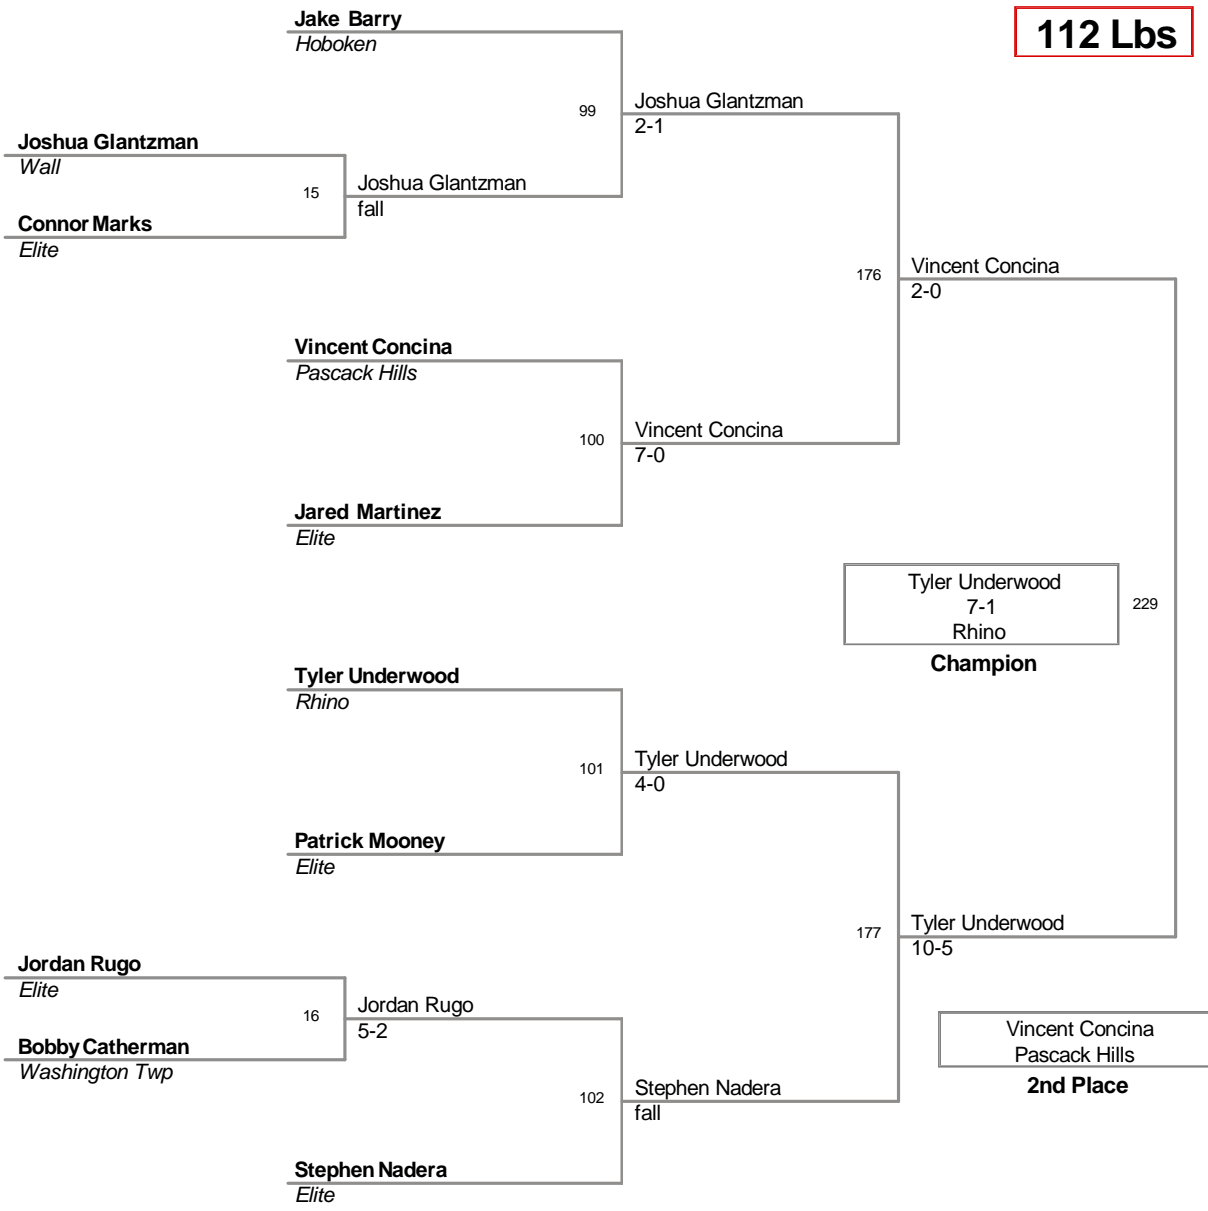 Jake Barry
Hoboken
112 Lbs
99
Joshua Glantzman
2-1
Joshua Glantzman
Wall
15
Joshua Glantzman
fall
Connor Marks
Elite
176
Vincent Concina
2-0
Vincent Concina
Pascack Hills
100
Vincent Concina
7-0
Jared Martinez
Elite
Tyler Underwood
7-1
Rhino
229
Champion
Tyler Underwood
Rhino
101
Tyler Underwood
4-0
Patrick Mooney
Elite
177
Tyler Underwood
10-5
Jordan Rugo
Elite
16
Jordan Rugo
5-2
Bobby Catherman
Washington Twp
Vincent Concina
Pascack Hills
2nd Place
102
Stephen Nadera
fall
Stephen Nadera
Elite